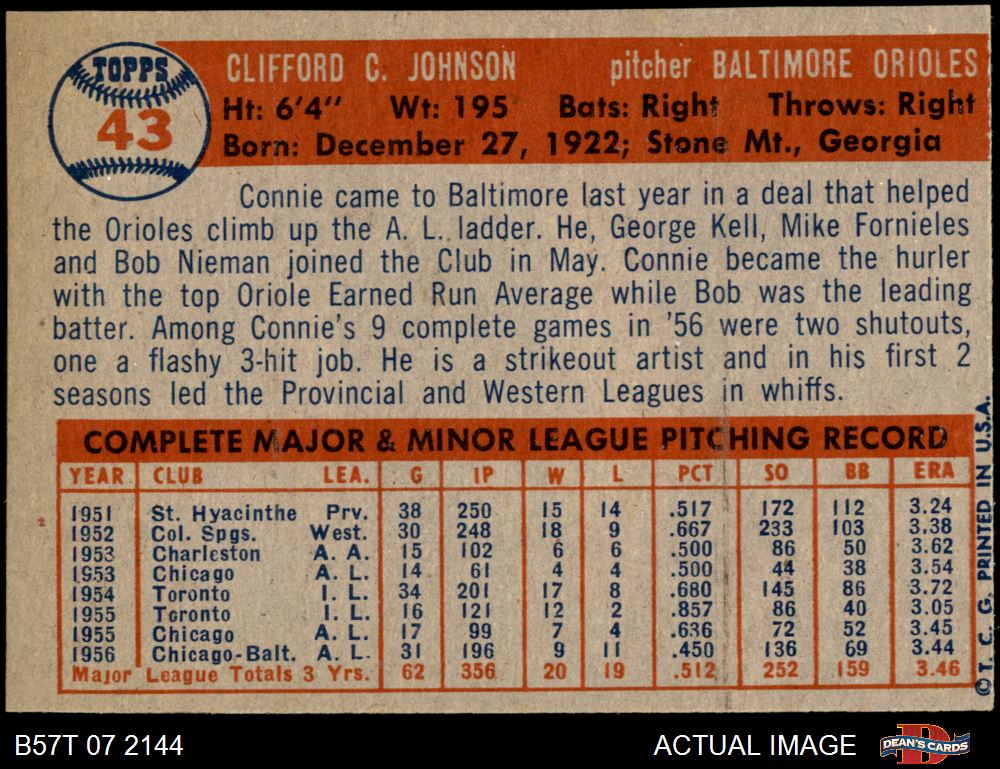 TOPPS
43
CLIFFORD C. JOHNSON pitcher BALTIMORE ORIOLES
Ht: 6'4" Wt: 195 Bats: Right Throws: Right
Born: December 27, 1922; Stone Mt., Georgia
Connie came to Baltimore last year in a deal that helped
the Orioles climb up the A. L. ladder. He, George Kell, Mike Fornieles
and Bob Nieman joined the Club in May. Connie became the hurler
with the top Oriole Earned Run Average while Bob was the leading
batter. Among Connie's 9 complete games in '56 were two shutouts,
one a flashy 3-hit job. He is a strikeout artist and in his first 2
seasons led the Provincial and Western Leagues in whiffs.
COMPLETE MAJOR & MINOR LEAGUE PITCHING RECORD
YEAR CLUB LEA. G IP W L PCT SO BB ERA
1951 St. Hyacinthe Prv. 38 250 15 14 .517 172 112 3.24
1952 Col. Spgs. West. 30 248 18 9 .667 233 103 3.38
1953 Charleston A. A. 15 102 6 6 .500 86 50 3.62
1953 Chicago A. L. 14 61 4 4 .500 44 38 3.54
1954 Toronto I. L. 34 201 17 8 .680 145 86 3.72
1955 Toronto I. L. 16 121 12 2 .857 86 40 3.05
1955 Chicago A. L. 17 99 7 4 .636 72 52 3.45
1956 Chicago-Balt. A. L. 31 196 9 11 .450 136 69 3.44
Major League Totals 3 Yrs. 62 356 20 19 .512 252 159 3.46
© T. C. G. PRINTED IN U.S.A.
B57T 07 2144 ACTUAL IMAGE
DEAN'S CARDS